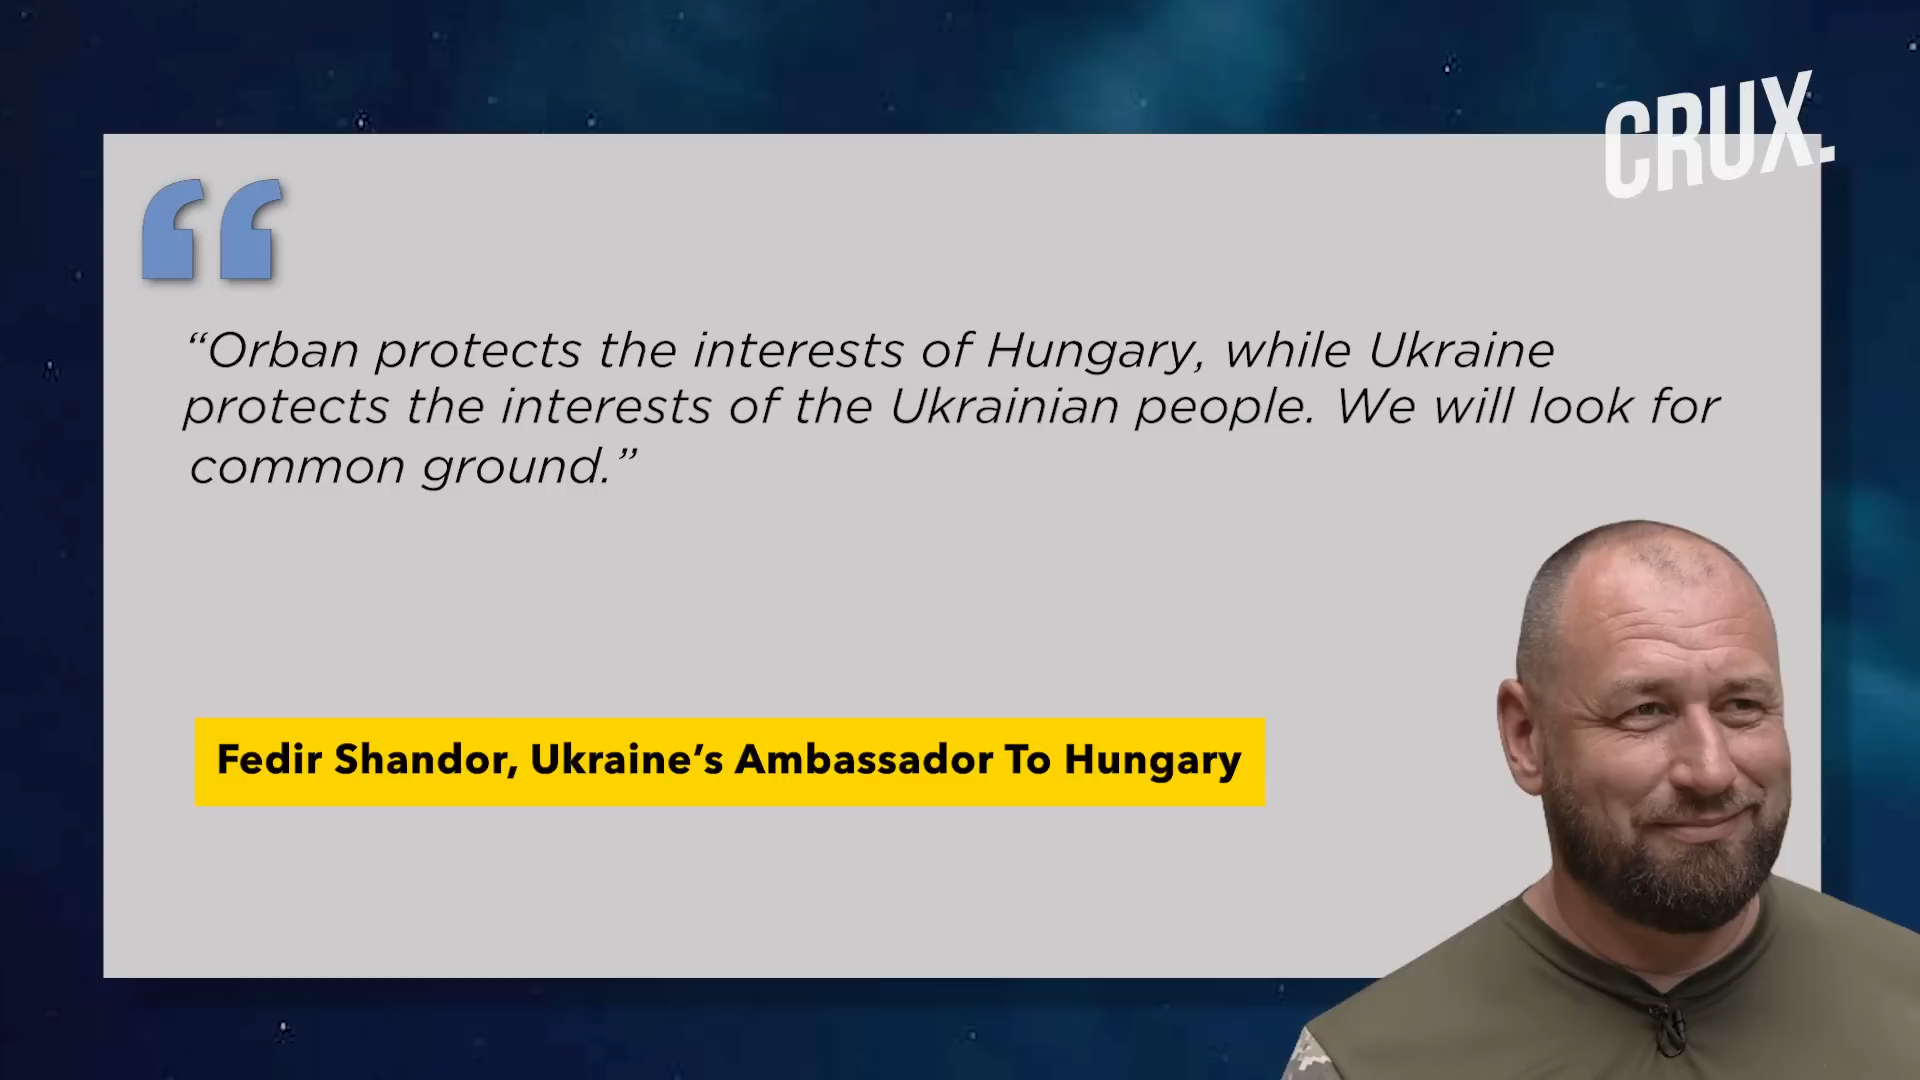 CRUX.
“Orban protects the interests of Hungary, while Ukraine
protects the interests of the Ukrainian people. We will look for
common ground.”
Fedir Shandor, Ukraine’s Ambassador To Hungary